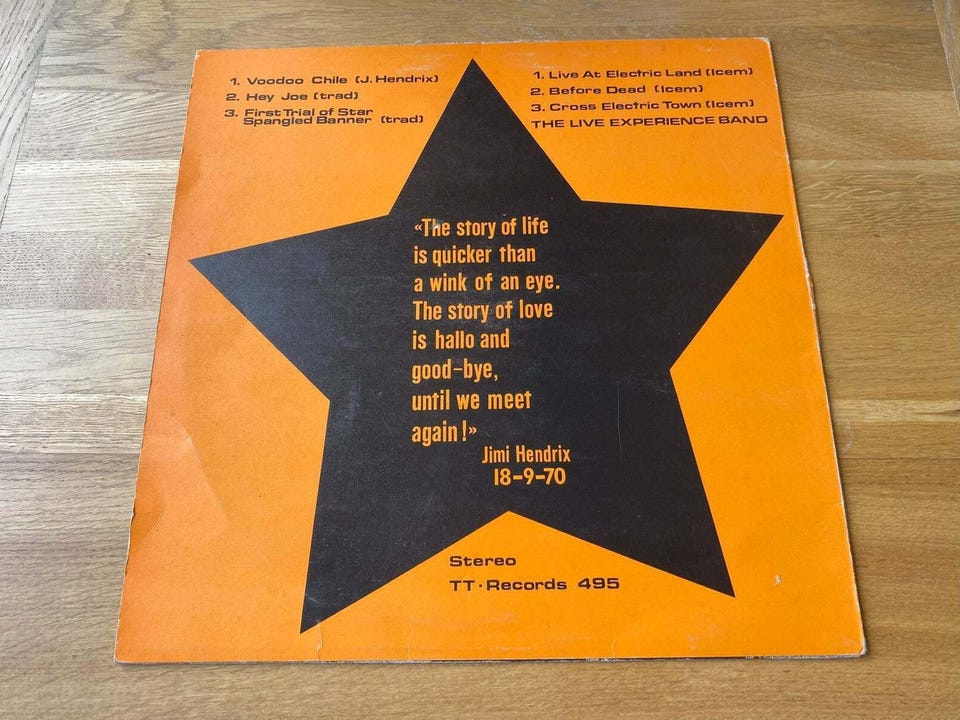 1. Voodoo Chile (J. Hendrix)
2. Hey Joe (trad)
3. First Trial of Star
Spangled Banner (trad)
1. Live At Electric Land (Icem)
2. Before Dead (Icem)
3. Cross Electric Town (Icem)
THE LIVE EXPERIENCE BAND
«The story of life
is quicker than
a wink of an eye.
The story of love
is hallo and
good-bye,
until we meet
again!»
Jimi Hendrix
18-9-70
Stereo
TT·Records 495